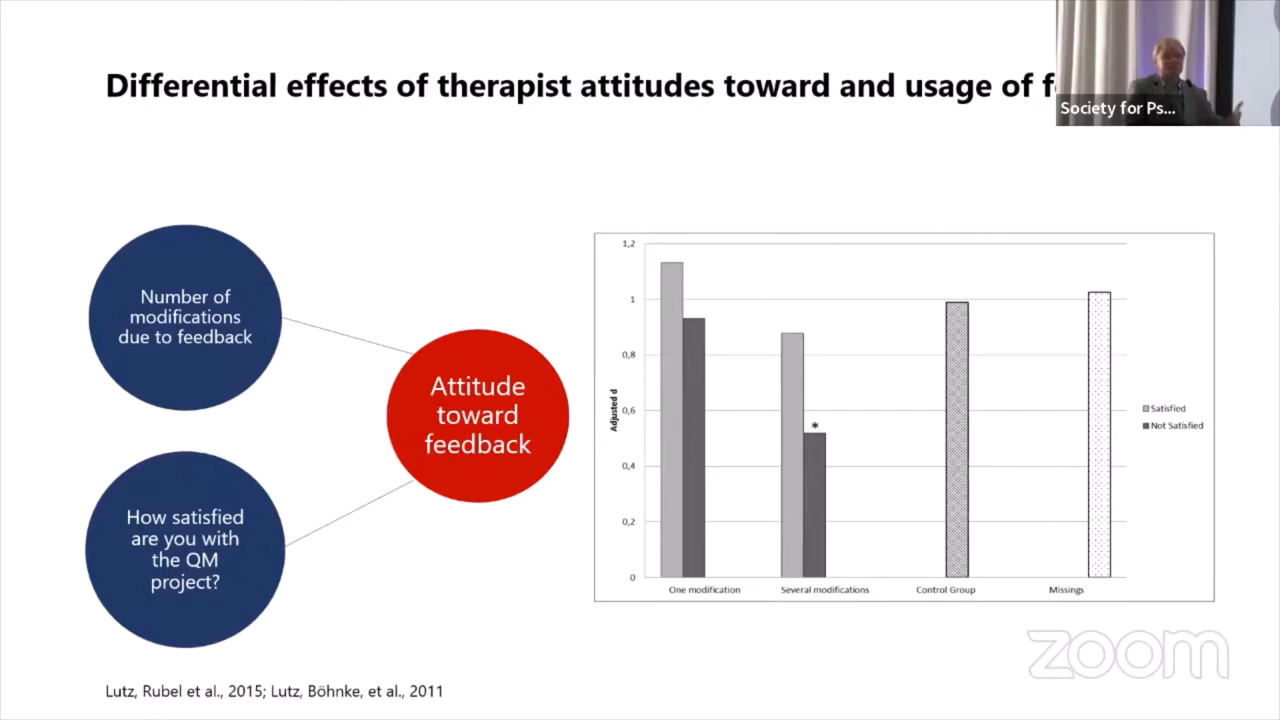 Differential effects of therapist attitudes toward and usage of f
Society for Ps...
Number of
modifications
due to feedback
Attitude
toward
feedback
How satisfied
are you with
the QM
project?
1,2
1
0,8
0,6
0,4
0,2
0
Adjusted d
*
One modification
Several modifications
Control Group
Missings
Satisfied
Not Satisfied
zoom
Lutz, Rubel et al., 2015; Lutz, Böhnke, et al., 2011